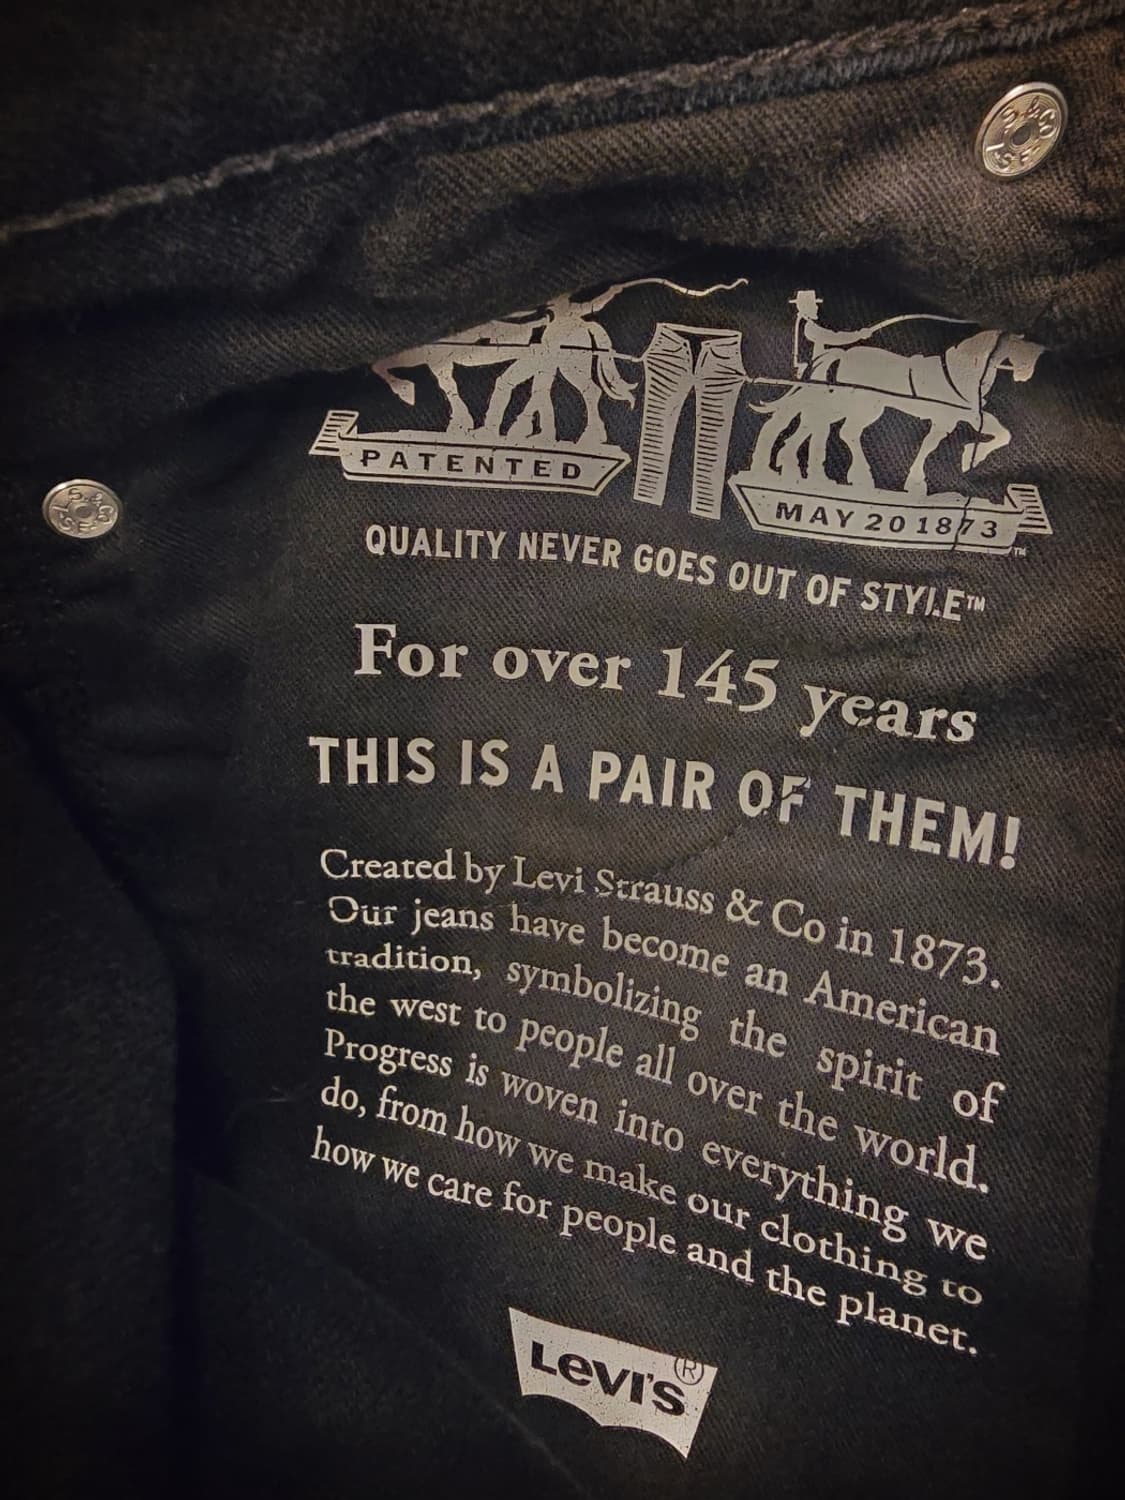 PATENTED
MAY 20 1873
TM
QUALITY NEVER GOES OUT OF STYLE™
For over 145 years
THIS IS A PAIR OF THEM!
Created by Levi Strauss & Co in 1873.
Our jeans have become an American
tradition, symbolizing the spirit of
the west to people all over the world.
Progress is woven into everything we
do, from how we make our clothing to
how we care for people and the planet.
LEVI'S®